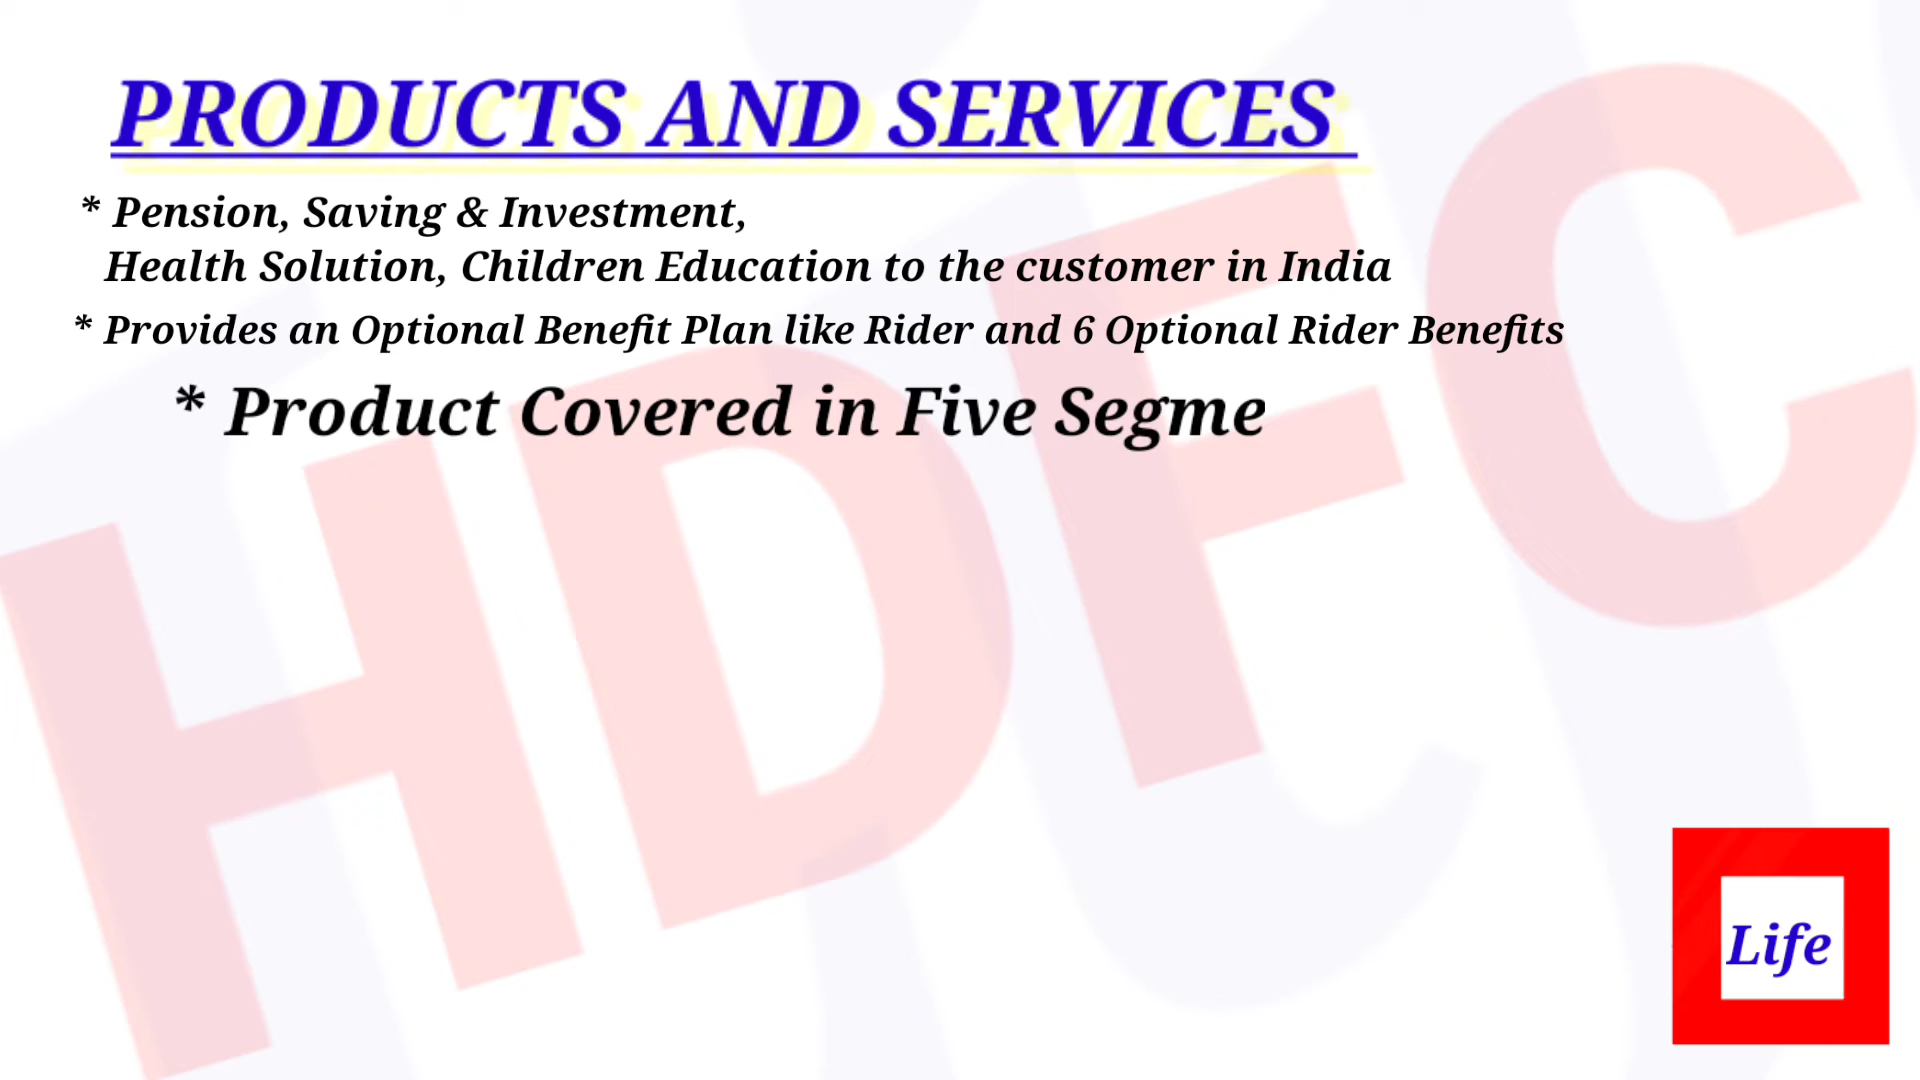 PRODUCTS AND SERVICES
* Pension, Saving & Investment,
Health Solution, Children Education to the customer in India
* Provides an Optional Benefit Plan like Rider and 6 Optional Rider Benefits
* Product Covered in Five Segme
HDFC
Life